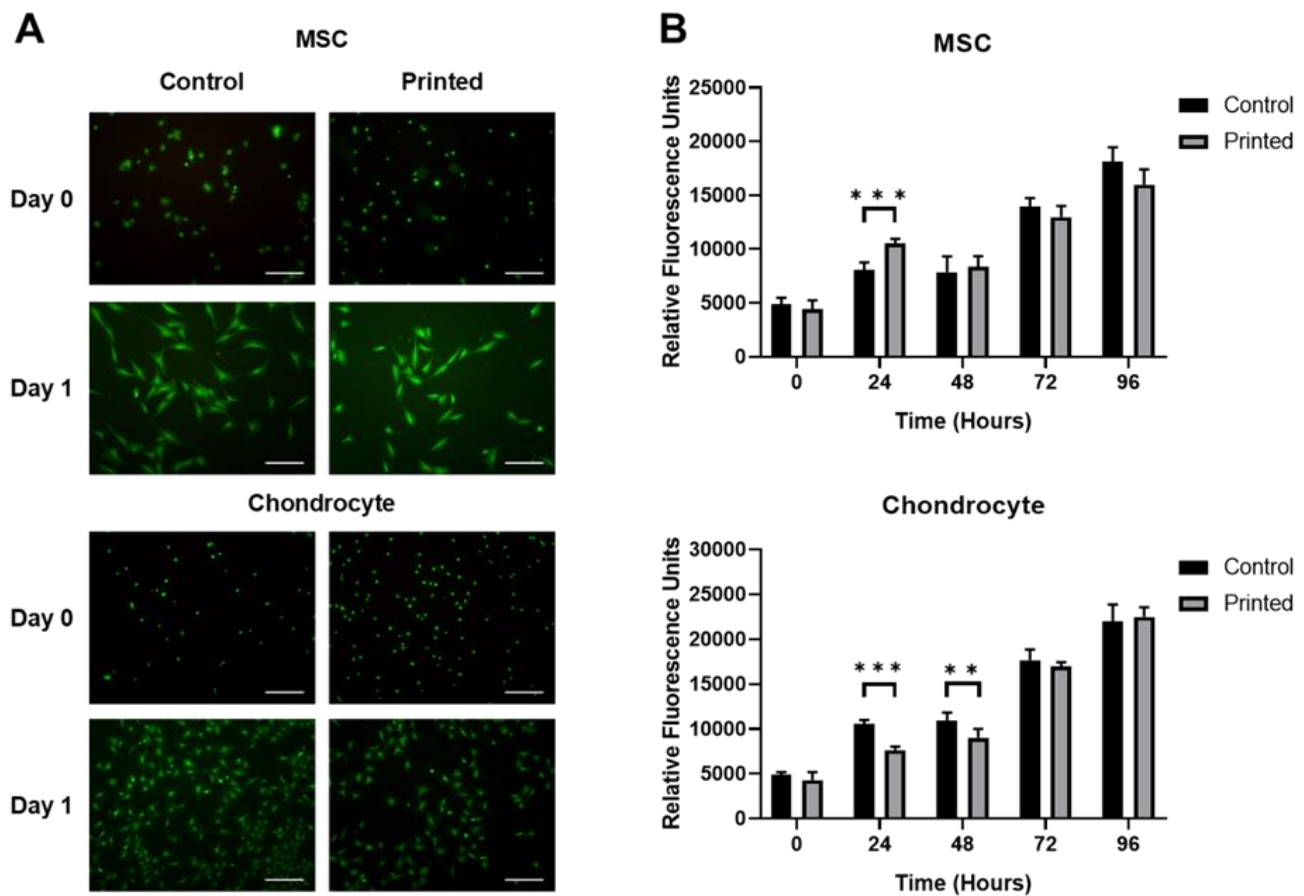 A
MSC
Control Printed
Day 0
Day 1
Chondrocyte
Day 0
Day 1
B
MSC
Relative Fluorescence Units
25000
20000
15000
10000
5000
0
* * *
0 24 48 72 96
Time (Hours)
Control
Printed
Chondrocyte
Relative Fluorescence Units
30000
25000
20000
15000
10000
5000
0
* * *
* *
0 24 48 72 96
Time (Hours)
Control
Printed